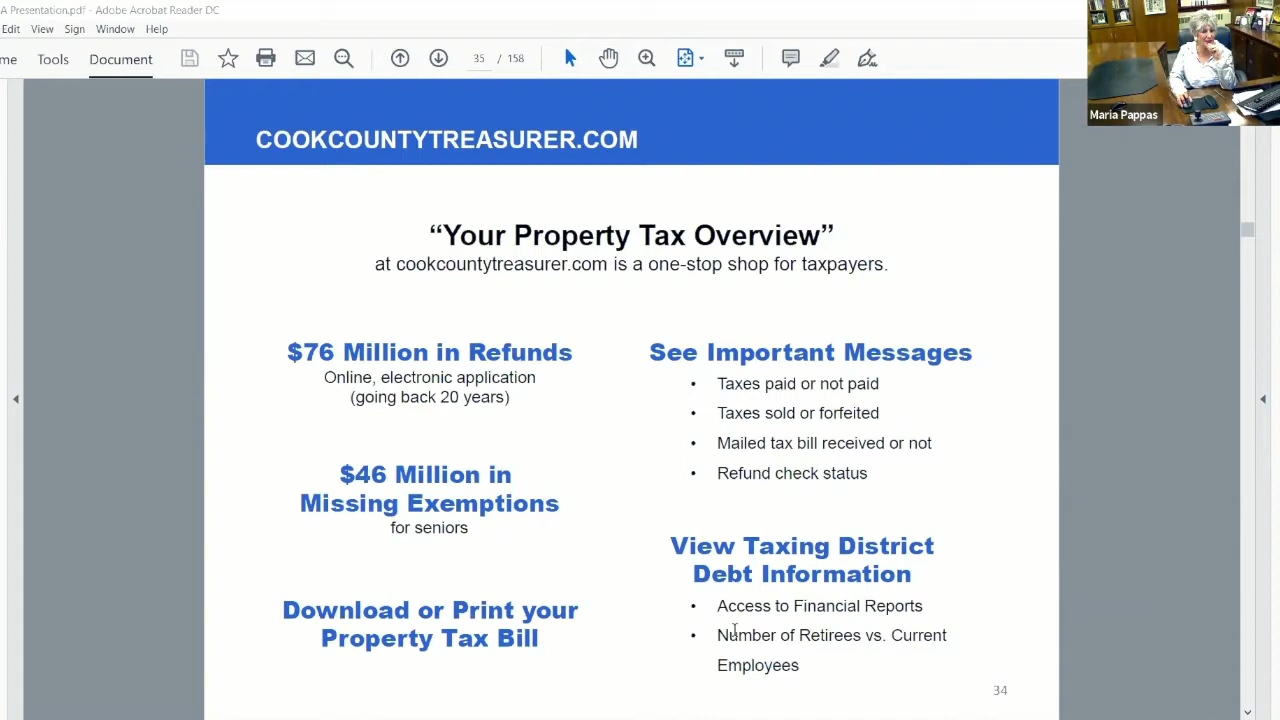 A Presentation.pdf - Adobe Acrobat Reader DC
Edit View Sign Window Help
me Tools Document 35 / 158
Maria Pappas
COOKCOUNTYTREASURER.COM
“Your Property Tax Overview”
at cookcountytreasurer.com is a one-stop shop for taxpayers.
$76 Million in Refunds
Online, electronic application
(going back 20 years)
$46 Million in
Missing Exemptions
for seniors
Download or Print your
Property Tax Bill
See Important Messages
• Taxes paid or not paid
• Taxes sold or forfeited
• Mailed tax bill received or not
• Refund check status
View Taxing District
Debt Information
• Access to Financial Reports
• Number of Retirees vs. Current
Employees
34